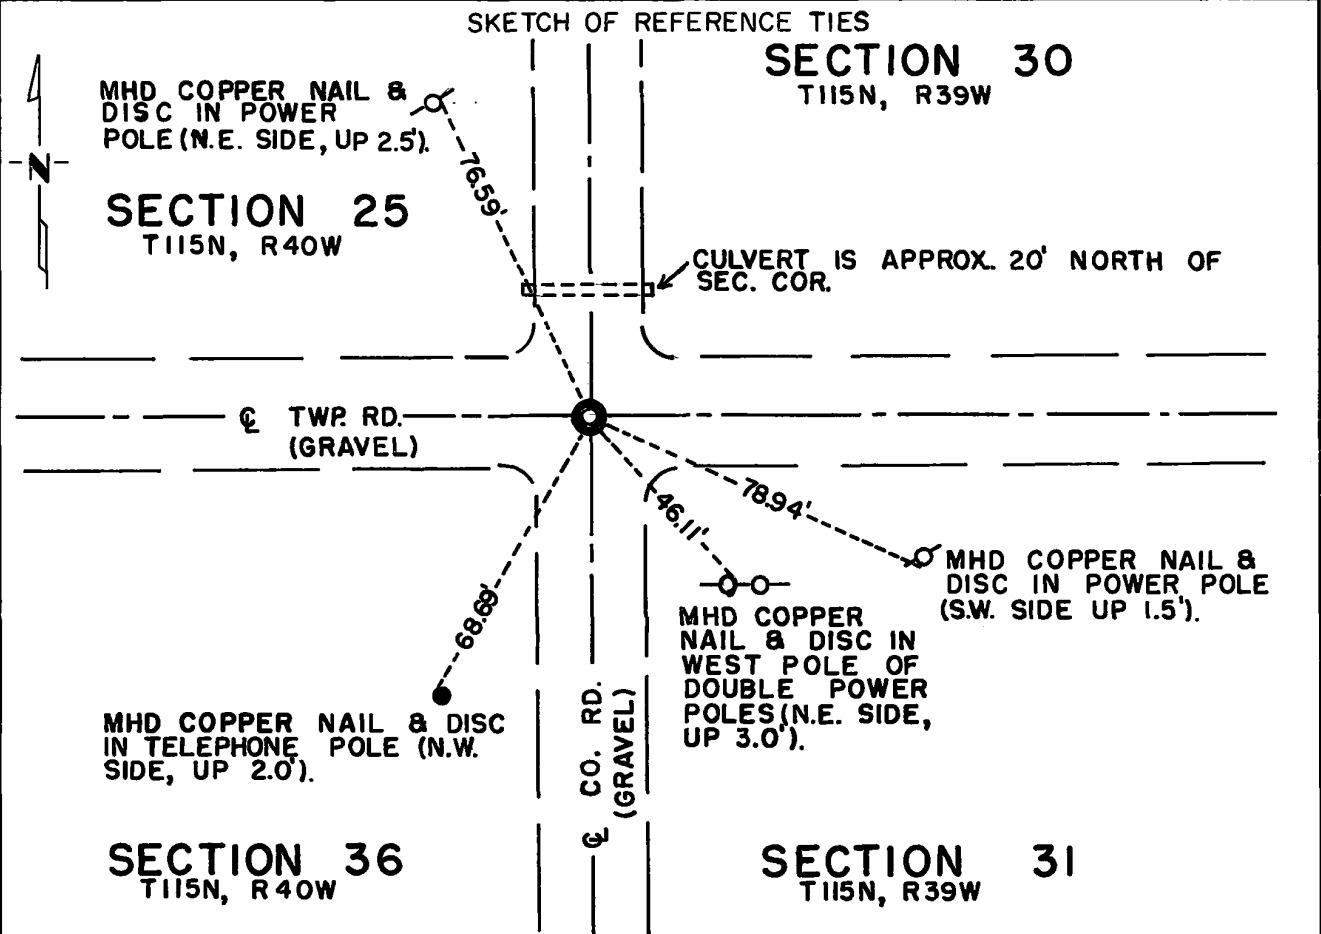 SKETCH OF REFERENCE TIES
SECTION 30
T115N, R39W
MHD COPPER NAIL &
DISC IN POWER
POLE (N.E. SIDE, UP 2.5').
N
76.59'
SECTION 25
T115N, R40W
CULVERT IS APPROX. 20' NORTH OF
SEC. COR.
℄ TWP. RD.
(GRAVEL)
78.94'
46.11'
68.69'
MHD COPPER NAIL &
DISC IN POWER POLE
(S.W. SIDE UP 1.5').
MHD COPPER
NAIL & DISC IN
WEST POLE OF
DOUBLE POWER
POLES (N.E. SIDE,
UP 3.0').
MHD COPPER NAIL & DISC
IN TELEPHONE POLE (N.W.
SIDE, UP 2.0').
℄ CO. RD.
(GRAVEL)
SECTION 36
T115N, R40W
SECTION 31
T115N, R39W